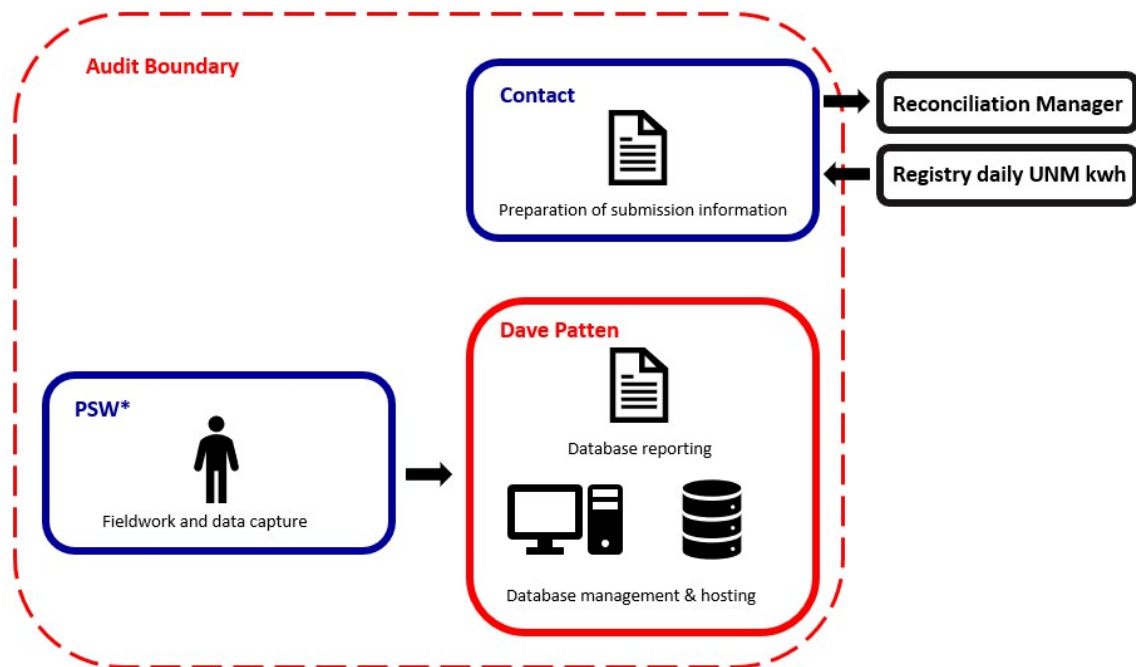 Audit Boundary
Contact
Preparation of submission information
Reconciliation Manager
Registry daily UNM kwh
PSW*
Fieldwork and data capture
Dave Patten
Database reporting
Database management & hosting